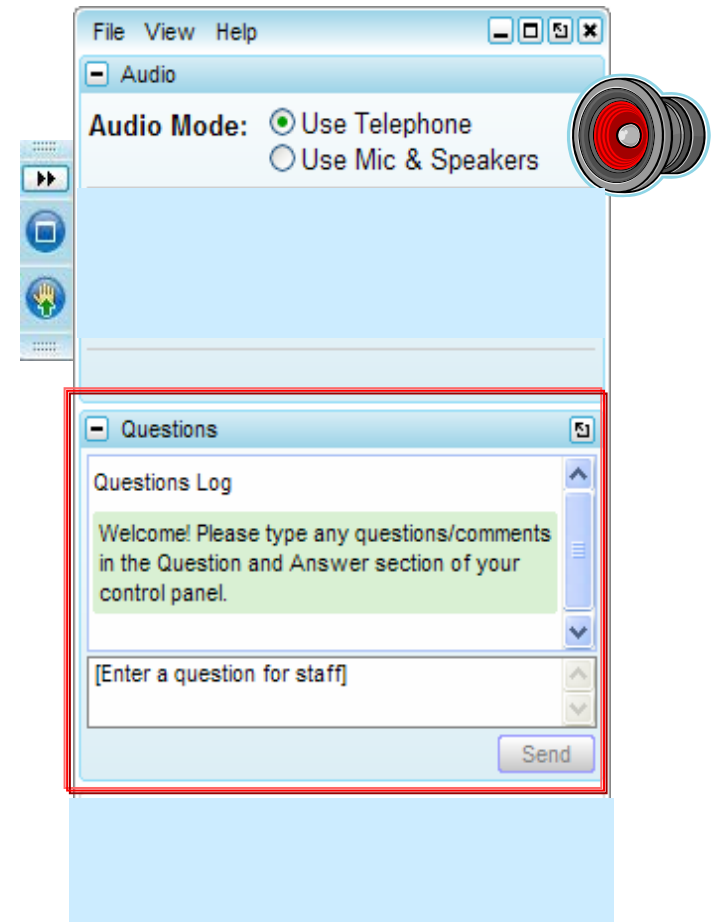 File View Help
Audio
Audio Mode: Use Telephone
Use Mic & Speakers
Questions
Questions Log
Welcome! Please type any questions/comments
in the Question and Answer section of your
control panel.
[Enter a question for staff]
Send